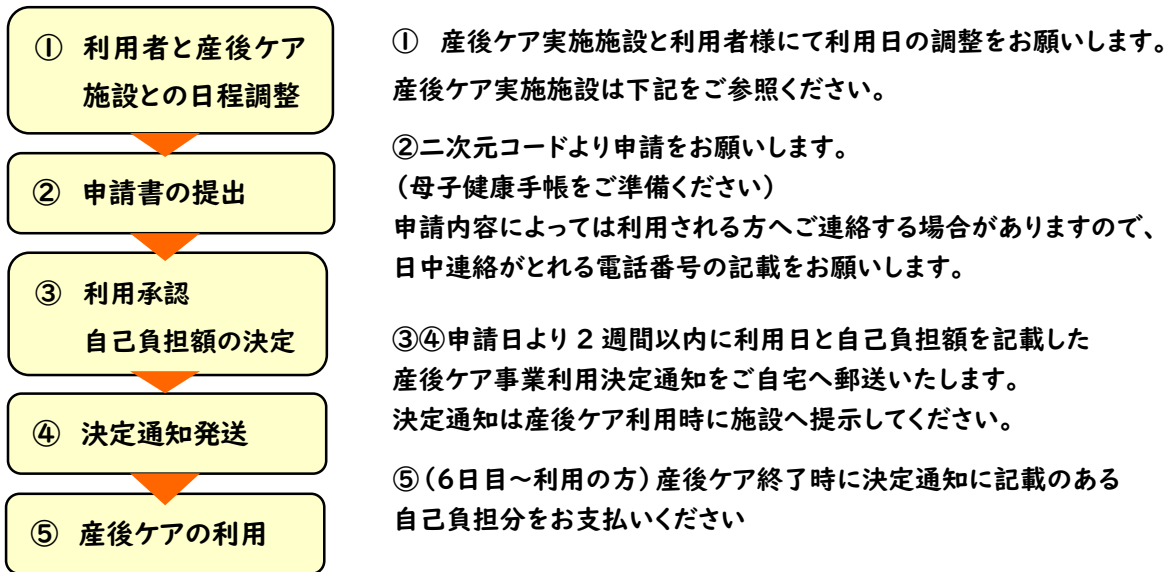 ① 利用者と産後ケア
施設との日程調整
② 申請書の提出
③ 利用承認
自己負担額の決定
④ 決定通知発送
⑤ 産後ケアの利用
① 産後ケア実施施設と利用者様にて利用日の調整をお願いします。
産後ケア実施施設は下記をご参照ください。
②二次元コードより申請をお願いします。
（母子健康手帳をご準備ください）
申請内容によっては利用される方へご連絡する場合がありますので、
日中連絡がとれる電話番号の記載をお願いします。
③④申請日より2週間以内に利用日と自己負担額を記載した
産後ケア事業利用決定通知をご自宅へ郵送いたします。
決定通知は産後ケア利用時に施設へ提示してください。
⑤（6日目～利用の方）産後ケア終了時に決定通知に記載のある
自己負担分をお支払いください